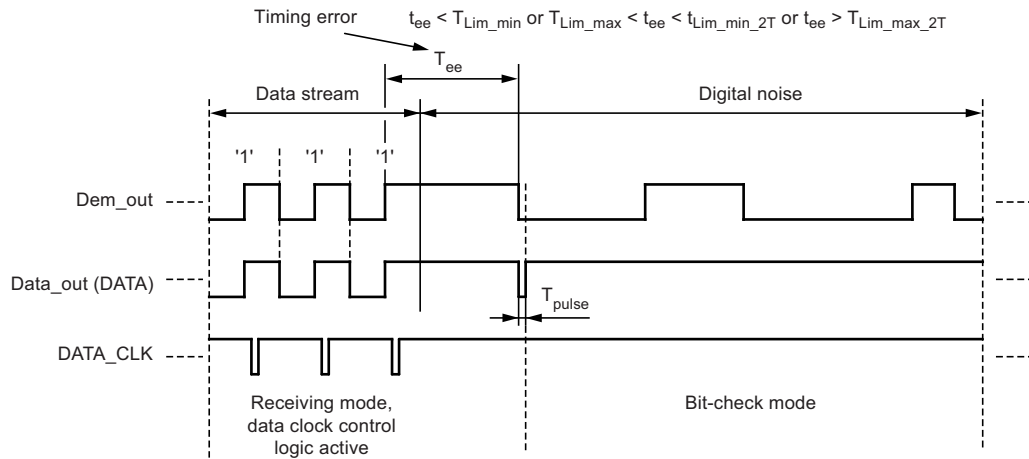 Timing error
tee < TLim_min or TLim_max < tee < tLim_min_2T or tee > TLim_max_2T
Tee
Data stream
Digital noise
'1'
'1'
'1'
Dem_out
Data_out (DATA)
Tpulse
DATA_CLK
Receiving mode,
data clock control
logic active
Bit-check mode